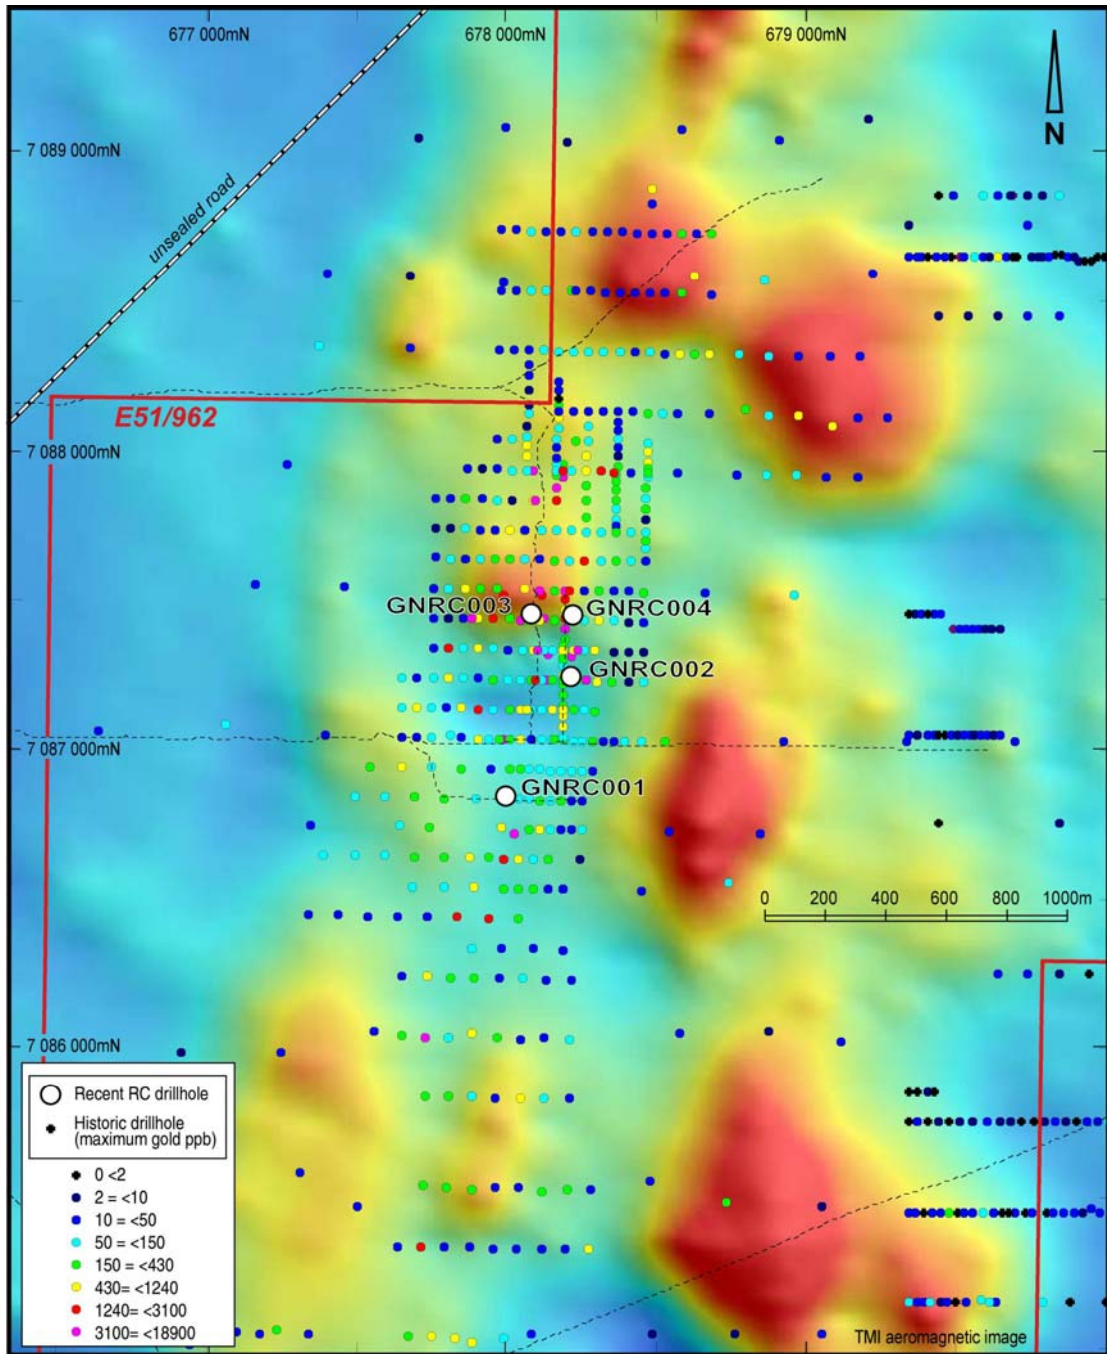 677 000mN
678 000mN
679 000mN
N
7 089 000mN
unsealed road
E51/962
7 088 000mN
GNRC003
GNRC004
GNRC002
7 087 000mN
GNRC001
0 200 400 600 800 1000m
7 086 000mN
Recent RC drillhole
Historic drillhole
(maximum gold ppb)
0 <2
2 = <10
10 = <50
50 = <150
150 = <430
430= <1240
1240= <3100
3100= <18900
TMI aeromagnetic image